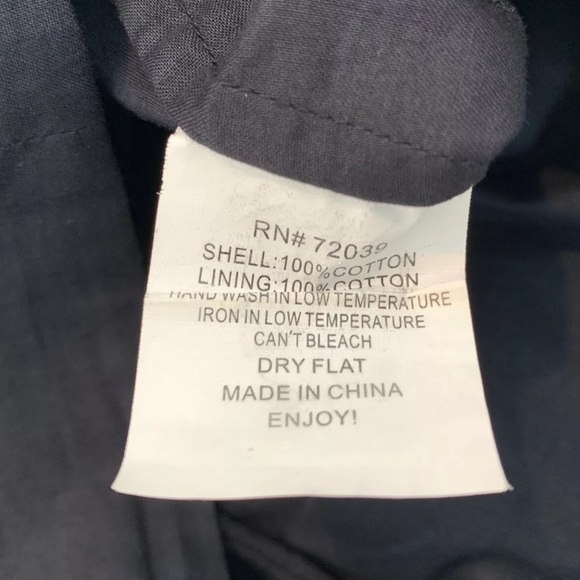 RN# 72039
SHELL:100%COTTON
LINING:100%COTTON
HAND WASH IN LOW TEMPERATURE
IRON IN LOW TEMPERATURE
CAN'T BLEACH
DRY FLAT
MADE IN CHINA
ENJOY!